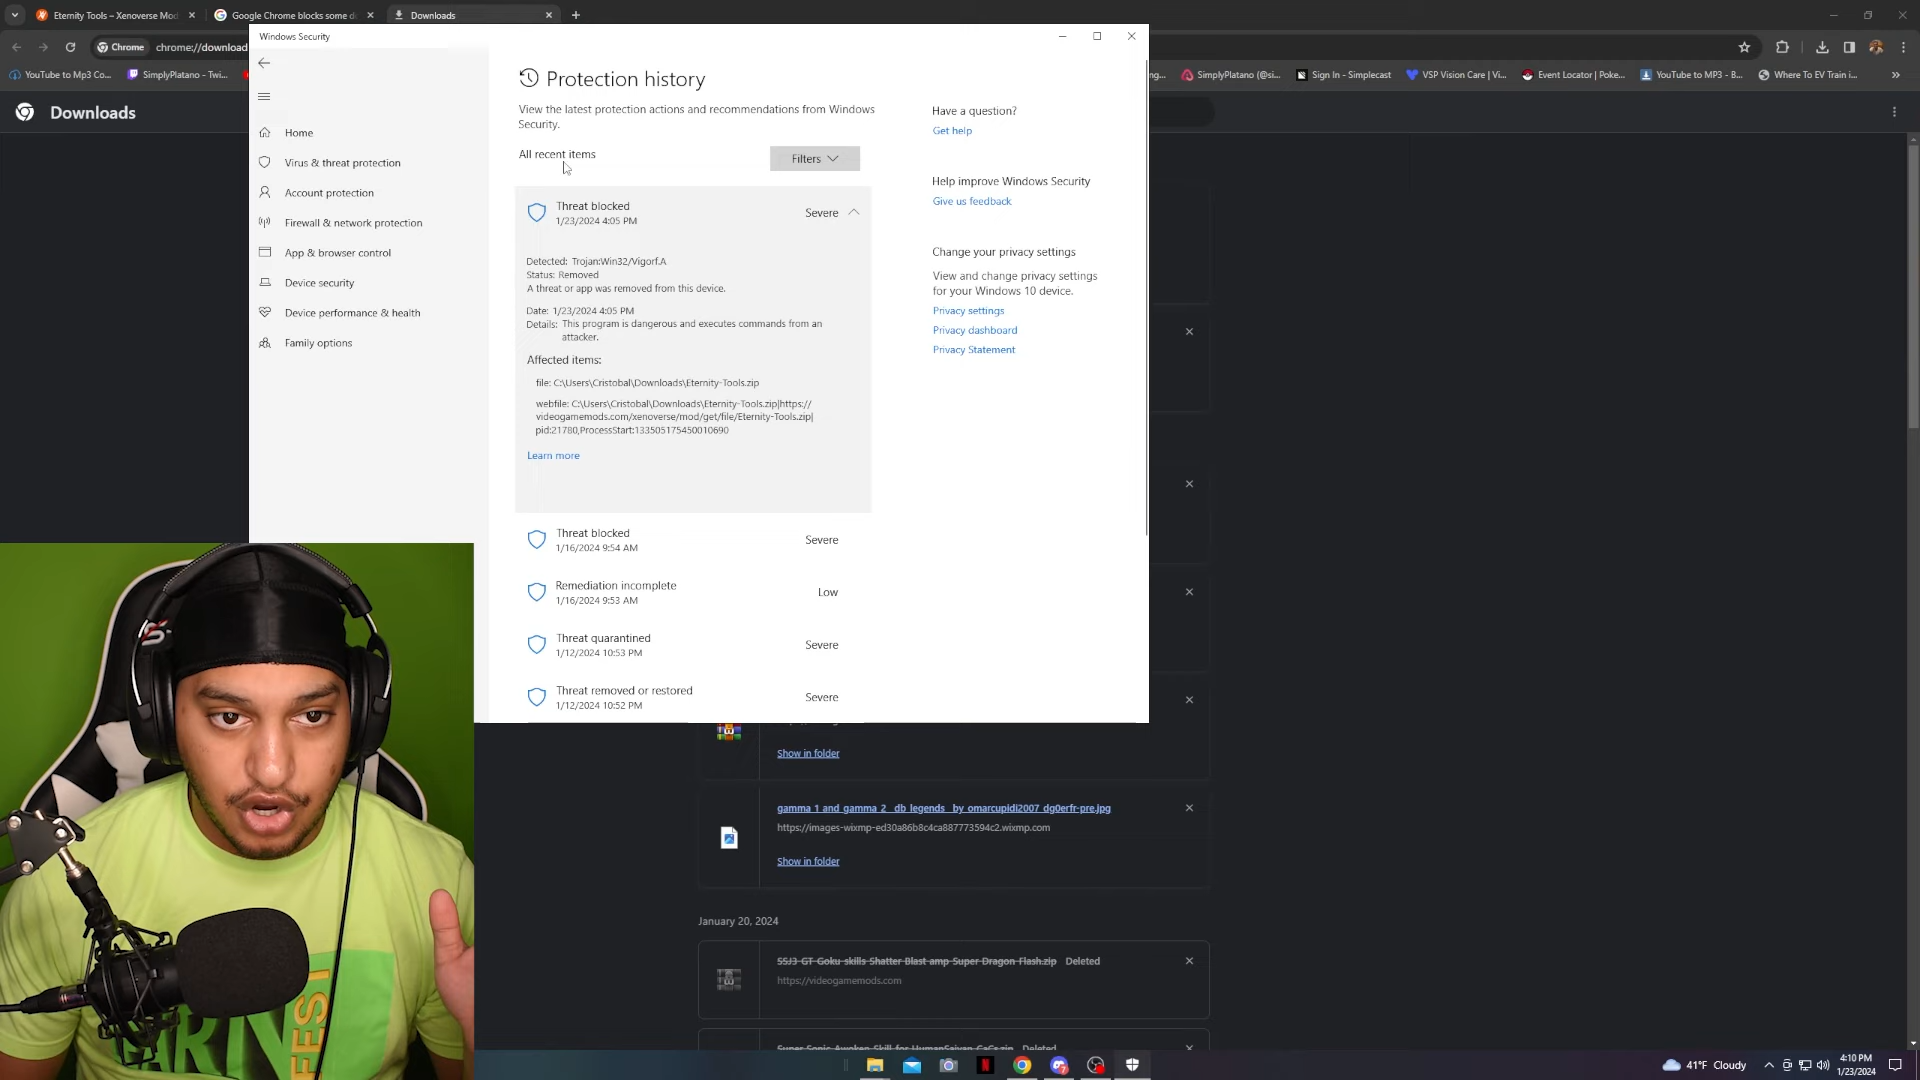 Eternity Tools – Xenoverse Mod
Google Chrome blocks some d
Downloads
Chrome
chrome://download
YouTube to Mp3 Co...
SimplyPlatano - Twi...
SimplyPlatano (@si...
Sign In - Simplecast
VSP Vision Care | Vi...
Event Locator | Poke...
YouTube to MP3 - B...
Where To EV Train i...
Downloads
Windows Security
Home
Virus & threat protection
Account protection
Firewall & network protection
App & browser control
Device security
Device performance & health
Family options
Protection history
View the latest protection actions and recommendations from Windows
Security.
All recent items
Filters
Threat blocked
1/23/2024 4:05 PM
Severe
Detected: Trojan:Win32/Vigorf.A
Status: Removed
A threat or app was removed from this device.
Date: 1/23/2024 4:05 PM
Details: This program is dangerous and executes commands from an
attacker.
Affected items:
file: C:\Users\Cristobal\Downloads\Eternity-Tools.zip
webfile: C:\Users\Cristobal\Downloads\Eternity-Tools.zip|https://
videogamemods.com/xenoverse/mod/get/file/Eternity-Tools.zip|
pid:21780,ProcessStart:133505175450010690
Learn more
Threat blocked
1/16/2024 9:54 AM
Severe
Remediation incomplete
1/16/2024 9:53 AM
Low
Threat quarantined
1/12/2024 10:53 PM
Severe
Threat removed or restored
1/12/2024 10:52 PM
Severe
Have a question?
Get help
Help improve Windows Security
Give us feedback
Change your privacy settings
View and change privacy settings
for your Windows 10 device.
Privacy settings
Privacy dashboard
Privacy Statement
Show in folder
gamma_1_and_gamma_2__db_legends__by_omarcupidi2007_dg0erfr-pre.jpg
https://images-wixmp-ed30a86b8c4ca887773594c2.wixmp.com
Show in folder
January 20, 2024
SSJ3-GT-Goku-skills-Shatter-Blast-amp-Super-Dragon-Flash.zip Deleted
https://videogamemods.com
Super-Sonic-Awoken-Skill-for-HumanSaiyan-CaCs.zip Deleted
FEST
41°F Cloudy
4:10 PM
1/23/2024